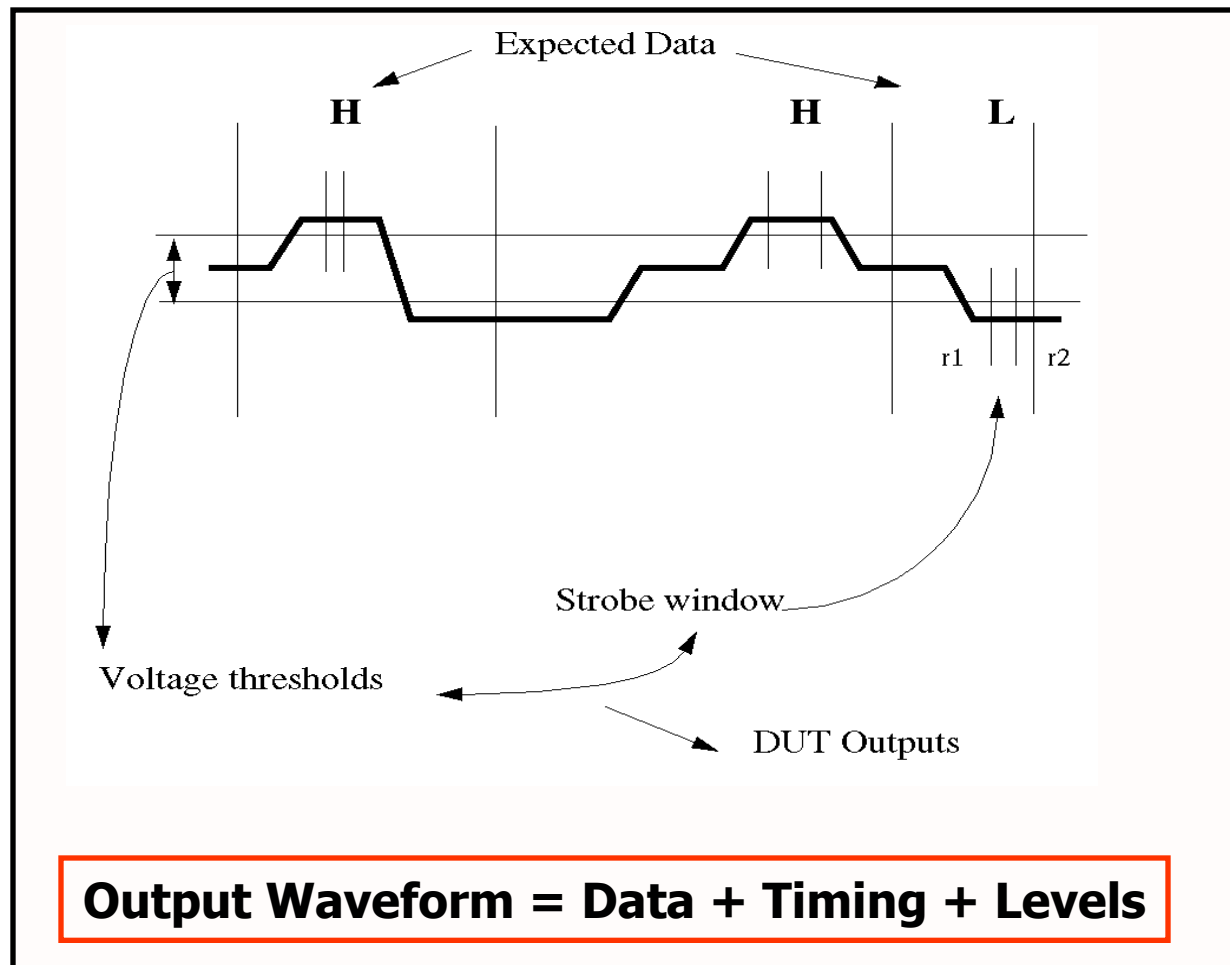 Expected Data
H H L
r1 r2
Strobe window
Voltage thresholds
DUT Outputs
Output Waveform = Data + Timing + Levels